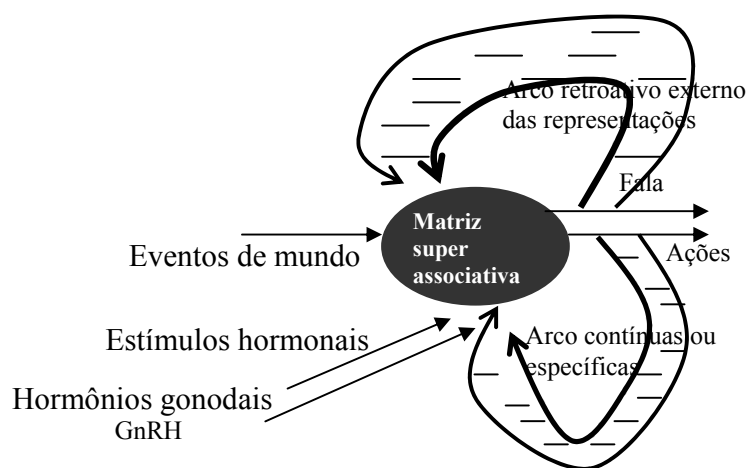 Arco retroativo externo
das representações
Fala
Matriz
super
associativa
Ações
Eventos de mundo
Estímulos hormonais
Arco contínuas ou
específicas
Hormônios gonodais
GnRH